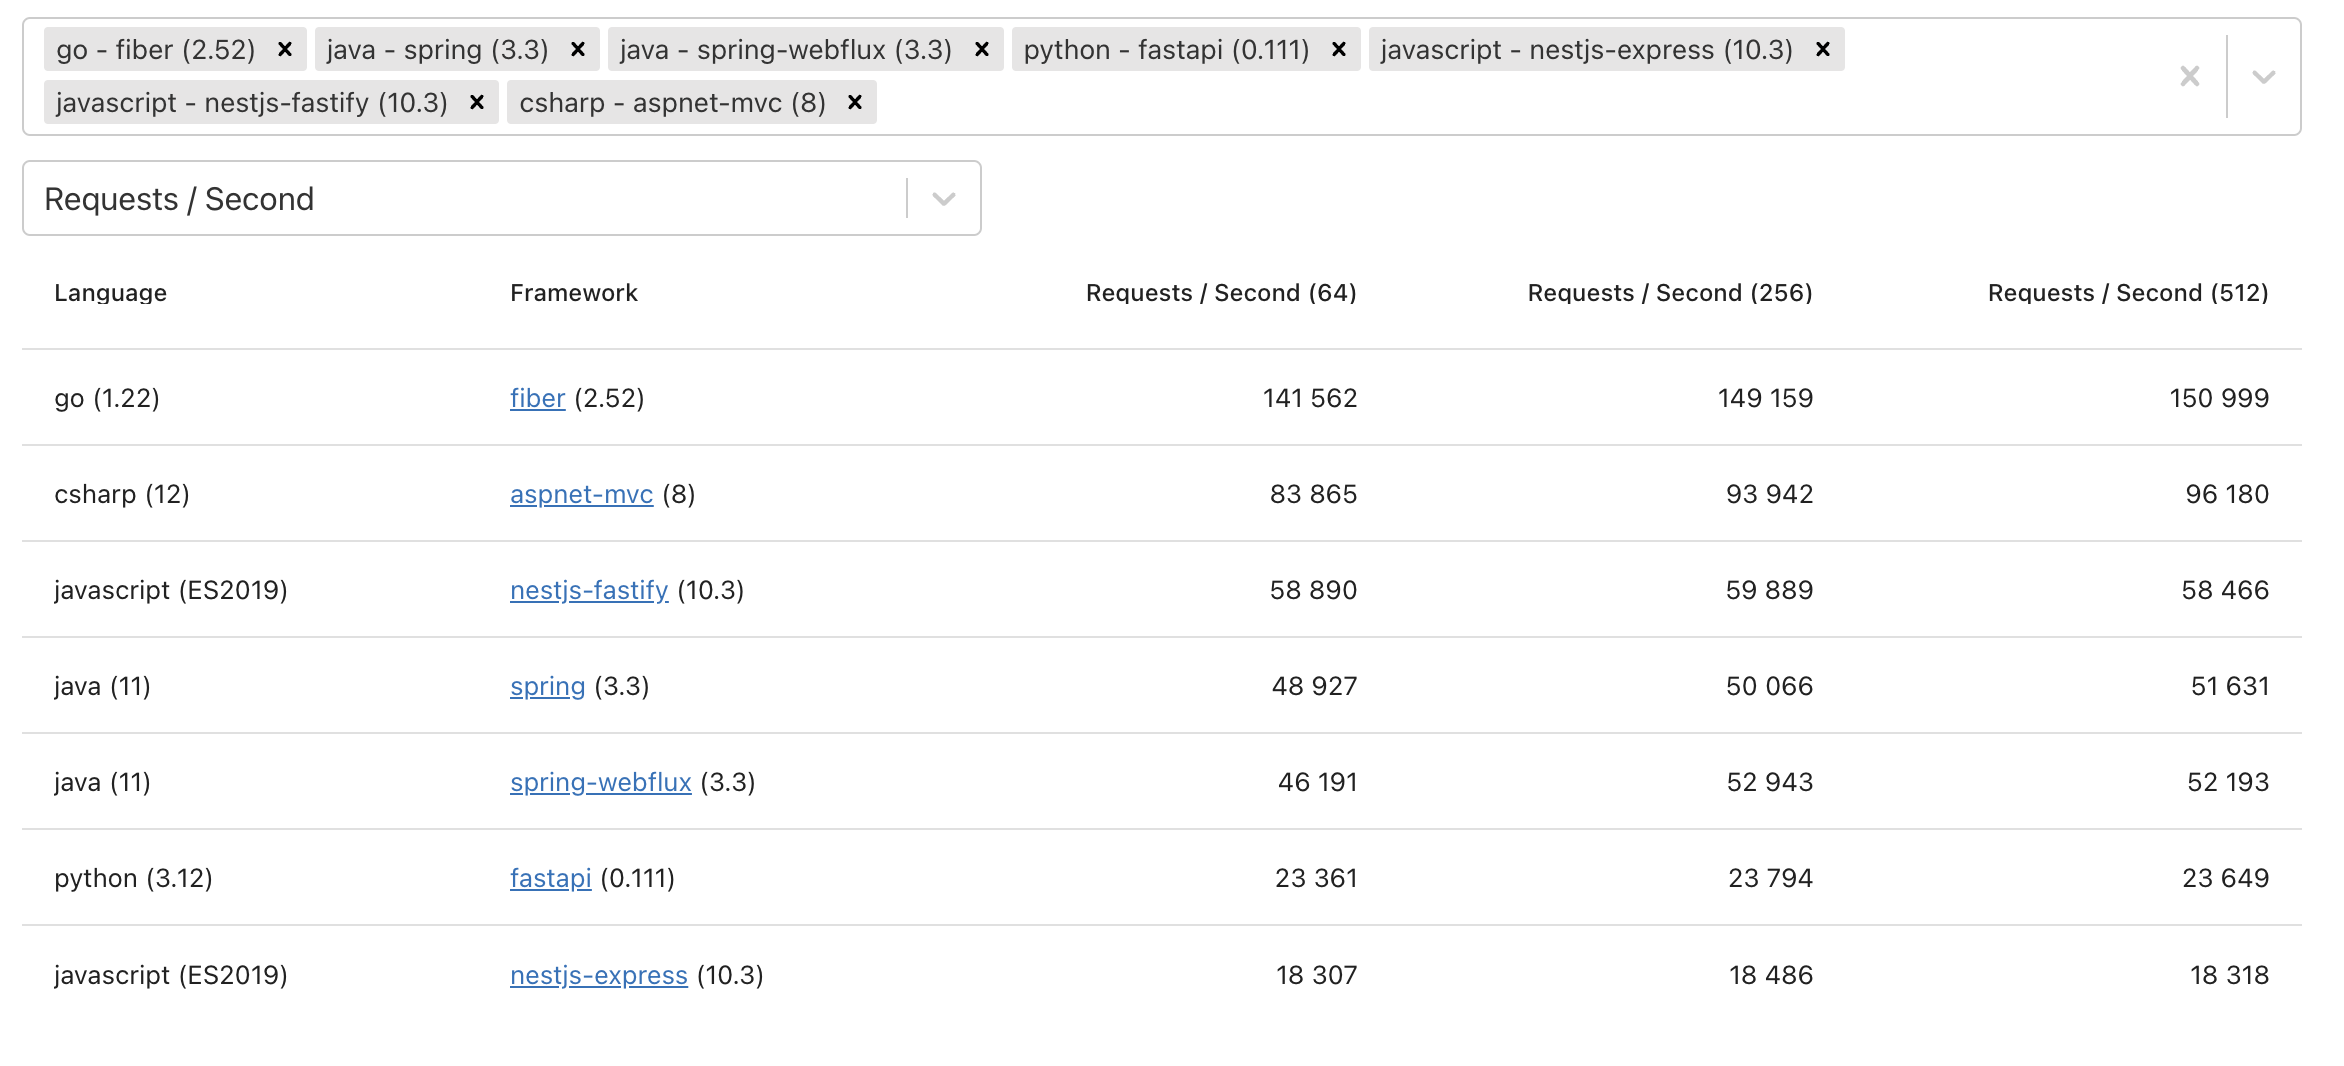 go - fiber (2.52) × java - spring (3.3) × java - spring-webflux (3.3) × python - fastapi (0.111) × javascript - nestjs-express (10.3) ×
javascript - nestjs-fastify (10.3) × csharp - aspnet-mvc (8) ×
Requests / Second
Language Framework Requests / Second (64) Requests / Second (256) Requests / Second (512)
go (1.22) fiber (2.52) 141 562 149 159 150 999
csharp (12) aspnet-mvc (8) 83 865 93 942 96 180
javascript (ES2019) nestjs-fastify (10.3) 58 890 59 889 58 466
java (11) spring (3.3) 48 927 50 066 51 631
java (11) spring-webflux (3.3) 46 191 52 943 52 193
python (3.12) fastapi (0.111) 23 361 23 794 23 649
javascript (ES2019) nestjs-express (10.3) 18 307 18 486 18 318